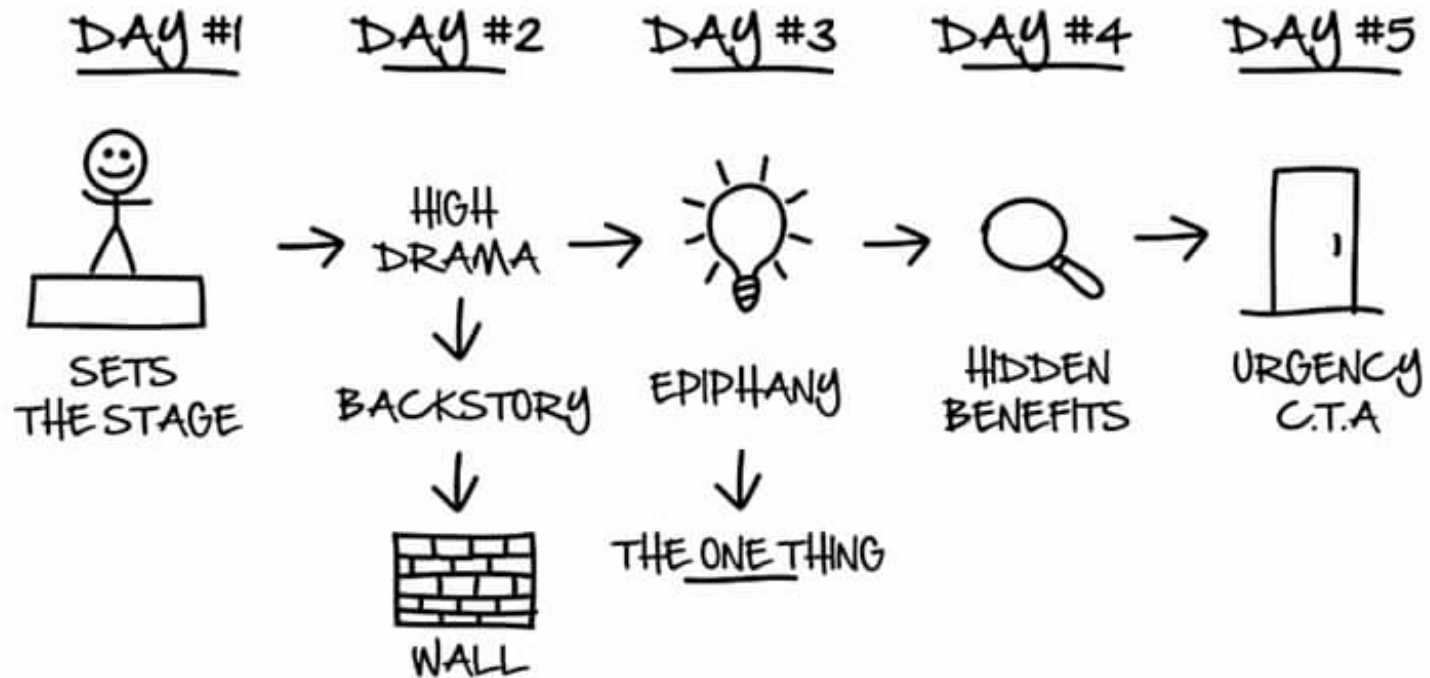 DAY #1
DAY #2
DAY #3
DAY #4
DAY #5
SETS
THE STAGE
HIGH
DRAMA
BACKSTORY
WALL
EPIPHANY
THE ONE THING
HIDDEN
BENEFITS
URGENCY
C.T.A